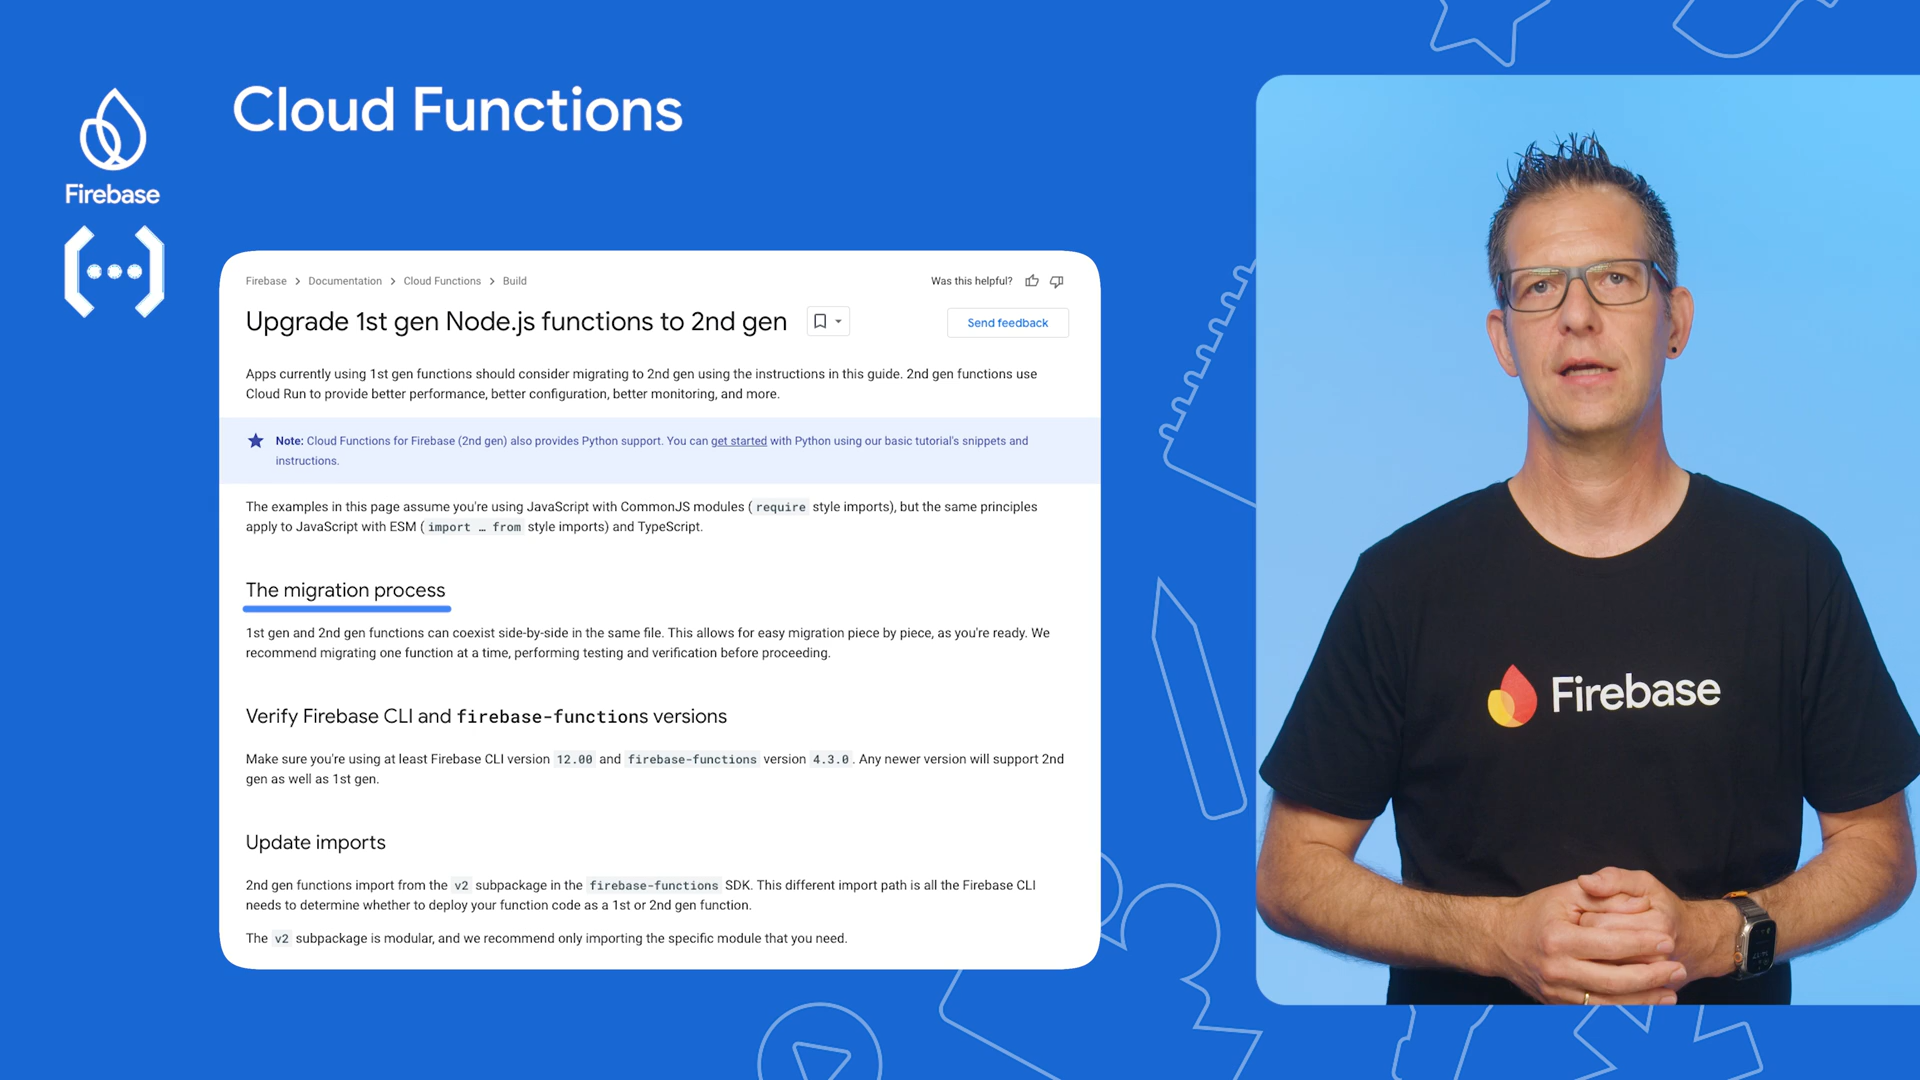 Cloud Functions
Firebase
Firebase > Documentation > Cloud Functions > Build
Was this helpful?
Upgrade 1st gen Node.js functions to 2nd gen
Send feedback
Apps currently using 1st gen functions should consider migrating to 2nd gen using the instructions in this guide. 2nd gen functions use
Cloud Run to provide better performance, better configuration, better monitoring, and more.
Note: Cloud Functions for Firebase (2nd gen) also provides Python support. You can get started with Python using our basic tutorial's snippets and
instructions.
The examples in this page assume you're using JavaScript with CommonJS modules ( require style imports), but the same principles
apply to JavaScript with ESM ( import … from style imports) and TypeScript.
The migration process
1st gen and 2nd gen functions can coexist side-by-side in the same file. This allows for easy migration piece by piece, as you're ready. We
recommend migrating one function at a time, performing testing and verification before proceeding.
Verify Firebase CLI and firebase-functions versions
Make sure you're using at least Firebase CLI version 12.00 and firebase-functions version 4.3.0. Any newer version will support 2nd
gen as well as 1st gen.
Update imports
2nd gen functions import from the v2 subpackage in the firebase-functions SDK. This different import path is all the Firebase CLI
needs to determine whether to deploy your function code as a 1st or 2nd gen function.
The v2 subpackage is modular, and we recommend only importing the specific module that you need.
Firebase